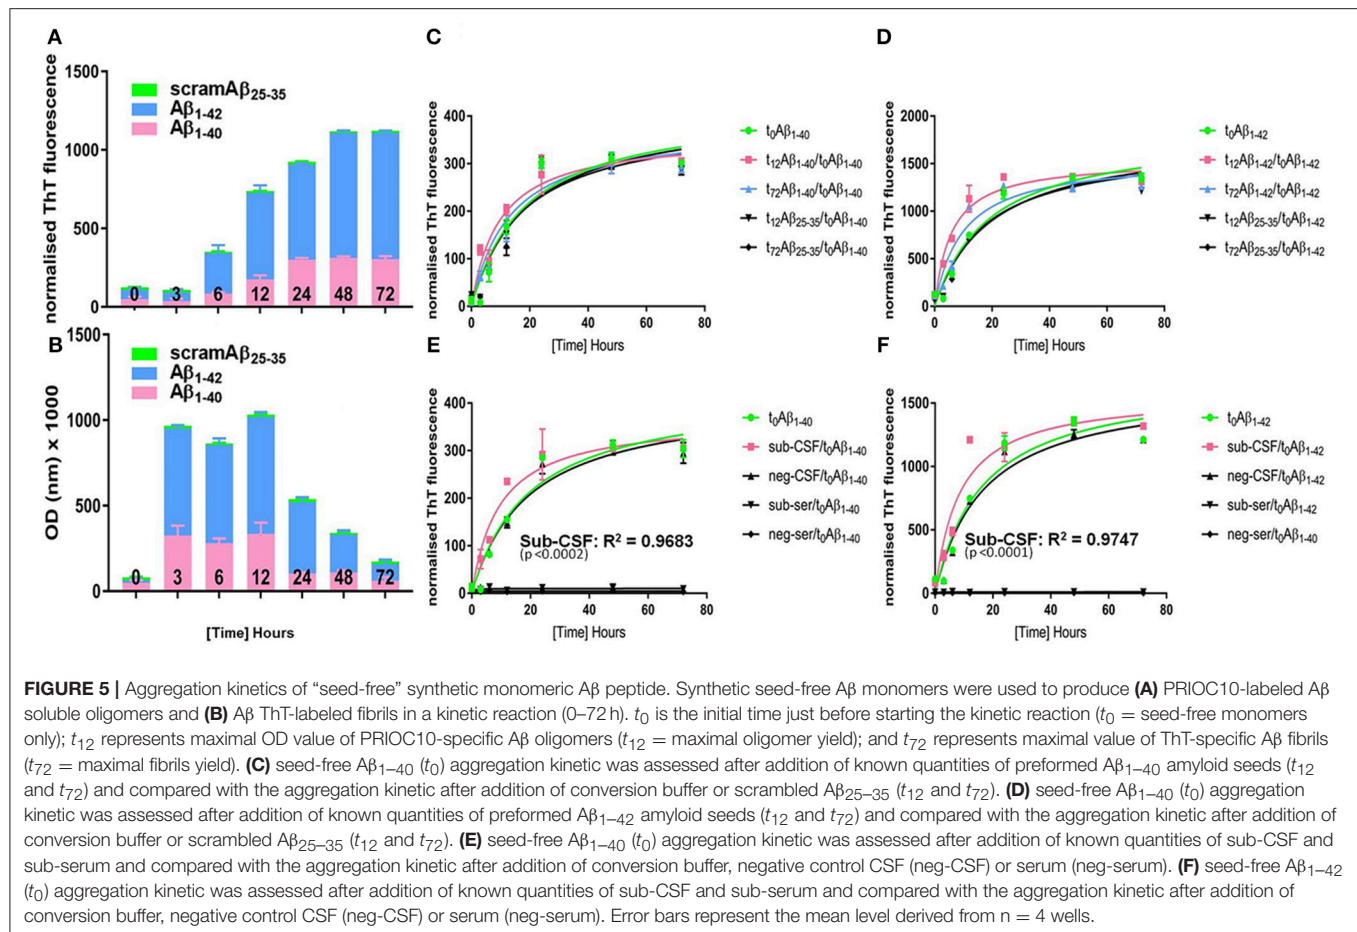 A
normalised ThT fluorescence
1500
1000
500
0
scramAβ25-35
Aβ1-42
Aβ1-40
0 3 6 12 24 48 72
B
OD (nm) x 1000
1500
1000
500
0
scramAβ25-35
Aβ1-42
Aβ1-40
0 3 6 12 24 48 72
[Time] Hours
C
normalised ThT fluorescence
400
300
200
100
0
0 20 40 60 80
[Time] Hours
t0Aβ1-40
t12Aβ1-40/t0Aβ1-40
t72Aβ1-40/t0Aβ1-40
t12Aβ25-35/t0Aβ1-40
t72Aβ25-35/t0Aβ1-40
D
normalised ThT fluorescence
2000
1500
1000
500
0
0 20 40 60 80
[Time] Hours
t0Aβ1-42
t12Aβ1-42/t0Aβ1-42
t72Aβ1-42/t0Aβ1-42
t12Aβ25-35/t0Aβ1-42
t72Aβ25-35/t0Aβ1-42
E
normalised ThT fluorescence
400
300
200
100
0
Sub-CSF: R² = 0.9683
(p <0.0002)
0 20 40 60 80
[Time] Hours
t0Aβ1-40
sub-CSF/t0Aβ1-40
neg-CSF/t0Aβ1-40
sub-ser/t0Aβ1-40
neg-ser/t0Aβ1-40
F
normalised ThT fluorescence
1500
1000
500
0
Sub-CSF: R² = 0.9747
(p <0.0001)
0 20 40 60 80
[Time] Hours
t0Aβ1-42
sub-CSF/t0Aβ1-42
neg-CSF/t0Aβ1-42
sub-ser/t0Aβ1-42
neg-ser/t0Aβ1-40
FIGURE 5 | Aggregation kinetics of “seed-free” synthetic monomeric Aβ peptide. Synthetic seed-free Aβ monomers were used to produce (A) PRIOC10-labeled Aβ
soluble oligomers and (B) Aβ ThT-labeled fibrils in a kinetic reaction (0–72 h). t0 is the initial time just before starting the kinetic reaction (t0 = seed-free monomers
only); t12 represents maximal OD value of PRIOC10-specific Aβ oligomers (t12 = maximal oligomer yield); and t72 represents maximal value of ThT-specific Aβ fibrils
(t72 = maximal fibrils yield). (C) seed-free Aβ1–40 (t0) aggregation kinetic was assessed after addition of known quantities of preformed Aβ1–40 amyloid seeds (t12
and t72) and compared with the aggregation kinetic after addition of conversion buffer or scrambled Aβ25–35 (t12 and t72). (D) seed-free Aβ1–40 (t0) aggregation
kinetic was assessed after addition of known quantities of preformed Aβ1–42 amyloid seeds (t12 and t72) and compared with the aggregation kinetic after addition of
conversion buffer or scrambled Aβ25–35 (t12 and t72). (E) seed-free Aβ1–40 (t0) aggregation kinetic was assessed after addition of known quantities of sub-CSF and
sub-serum and compared with the aggregation kinetic after addition of conversion buffer, negative control CSF (neg-CSF) or serum (neg-serum). (F) seed-free Aβ1–42
(t0) aggregation kinetic was assessed after addition of known quantities of sub-CSF and sub-serum and compared with the aggregation kinetic after addition of
conversion buffer, negative control CSF (neg-CSF) or serum (neg-serum). Error bars represent the mean level derived from n = 4 wells.